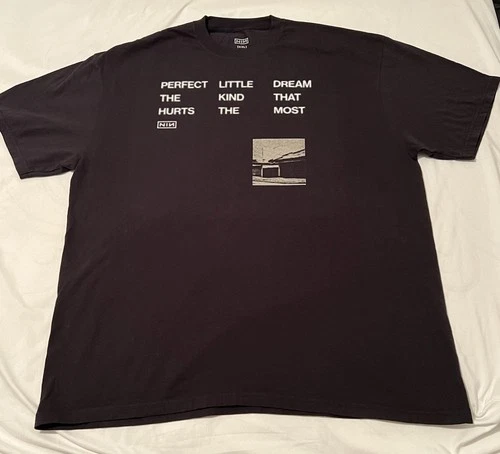 PERFECT LITTLE DREAM
THE KIND THAT
HURTS THE MOST
NIN